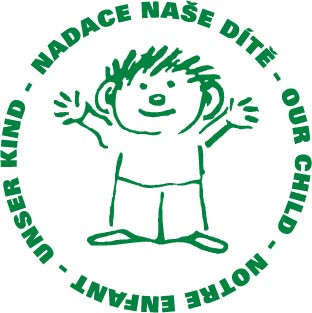 NADACE NAŠE DÍTĚ - OUR CHILD - NOTRE ENFANT - UNSER KIND -